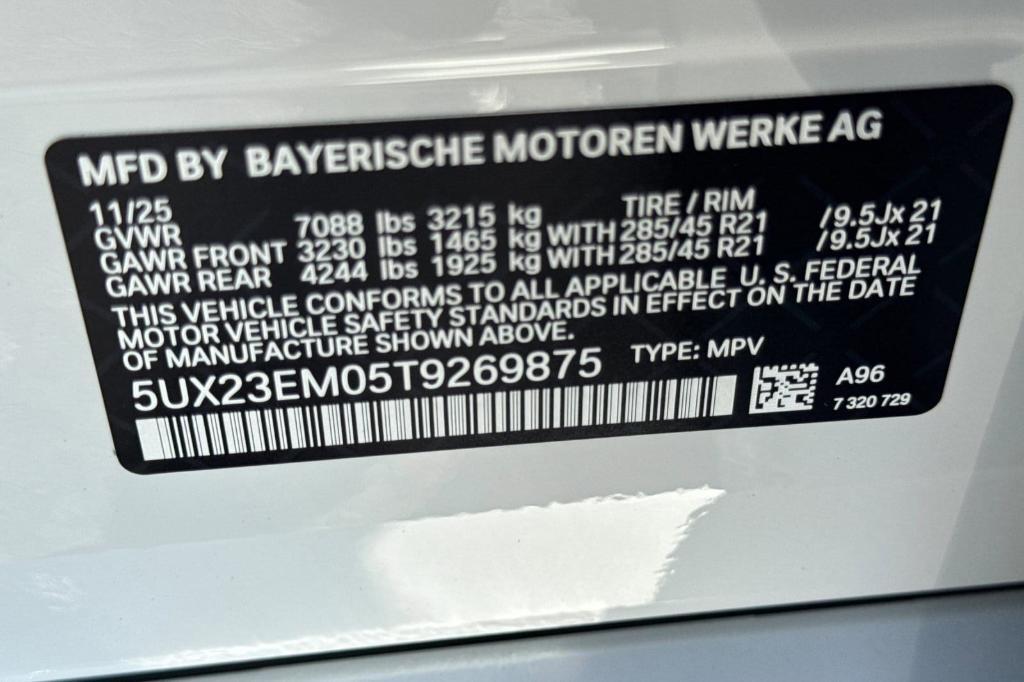 MFD BY BAYERISCHE MOTOREN WERKE AG
11/25 TIRE / RIM
GVWR 7088 lbs 3215 kg
GAWR FRONT 3230 lbs 1465 kg WITH 285/45 R21 /9.5Jx 21
GAWR REAR 4244 lbs 1925 kg WITH 285/45 R21 /9.5Jx 21
THIS VEHICLE CONFORMS TO ALL APPLICABLE U. S. FEDERAL
MOTOR VEHICLE SAFETY STANDARDS IN EFFECT ON THE DATE
OF MANUFACTURE SHOWN ABOVE.
5UX23EM05T9269875 TYPE: MPV
A96
7 320 729